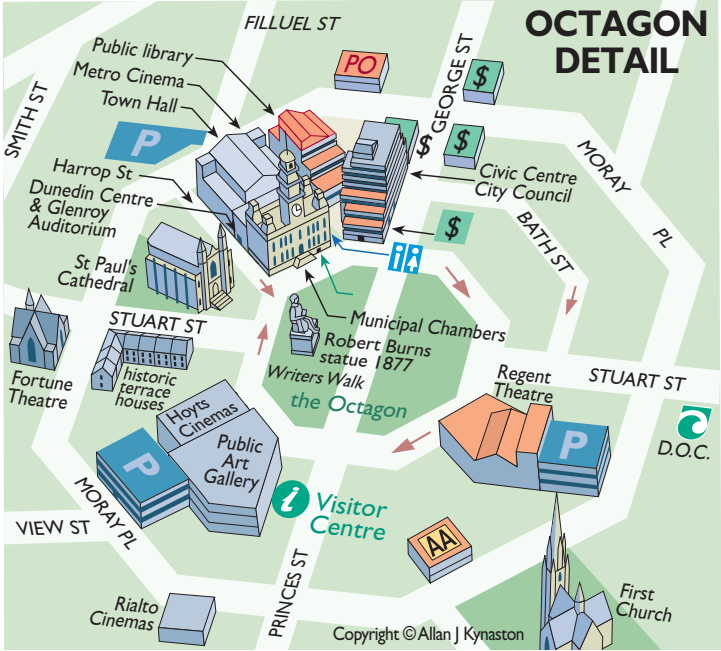 OCTAGON
DETAIL
FILLUEL ST
GEORGE ST
SMITH ST
Public library
Metro Cinema
Town Hall
PO
$
$
$
P
Harrop St
Dunedin Centre
& Glenroy
Auditorium
Civic Centre
City Council
MORAY
PL
BATH ST
$
St Paul's
Cathedral
i
STUART ST
Municipal Chambers
Robert Burns
statue 1877
Writers Walk
the Octagon
Fortune
Theatre
historic
terrace
houses
Regent
Theatre
STUART ST
D.O.C.
Hoyts
Cinemas
Public
Art
Gallery
P
P
i
Visitor
Centre
MORAY PL
VIEW ST
AA
PRINCES ST
Rialto
Cinemas
First
Church
Copyright © Allan J Kynaston